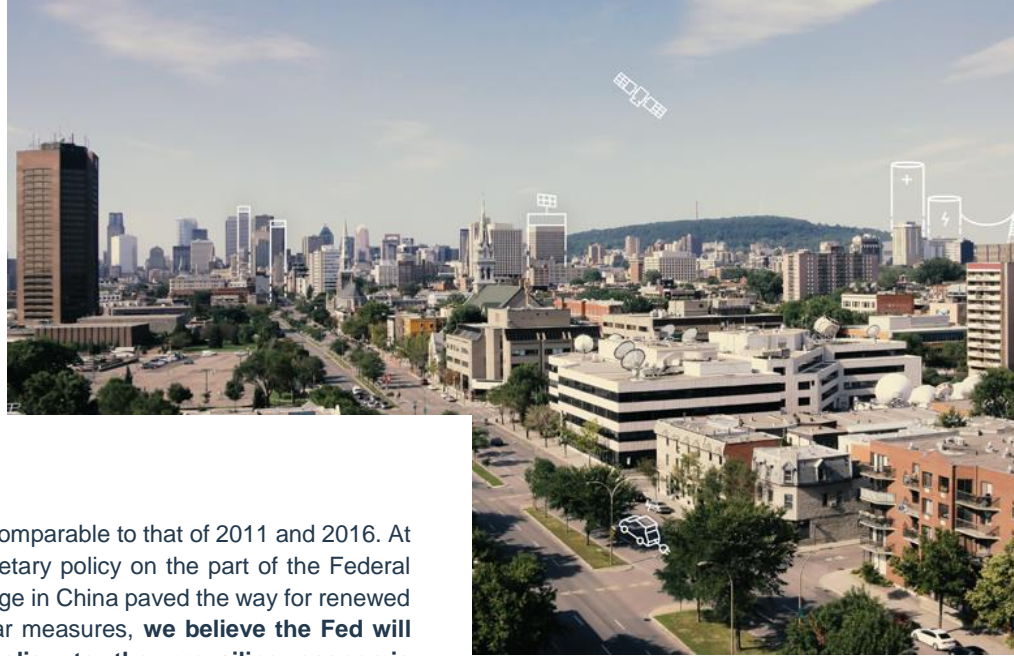 omparable to that of 2011 and 2016. At
etary policy on the part of the Federal
ge in China paved the way for renewed
ar measures, we believe the Fed will